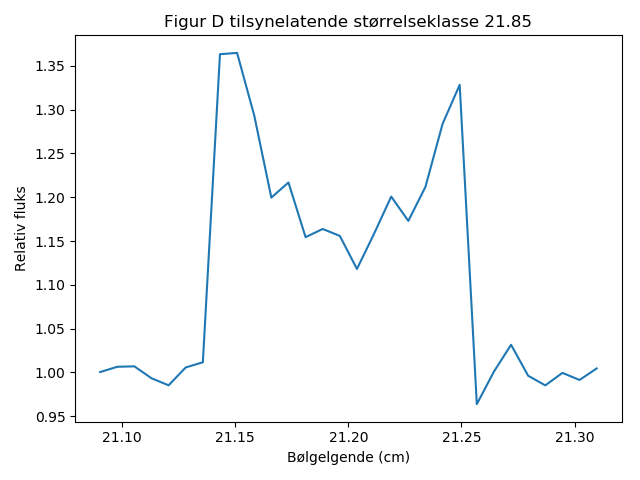 Figur D tilsynelatende størrelseklasse 21.85
1.35
1.30
1.25
1.20
1.15
1.10
1.05
1.00
0.95
Relativ fluks
21.10 21.15 21.20 21.25 21.30
Bølgelgende (cm)